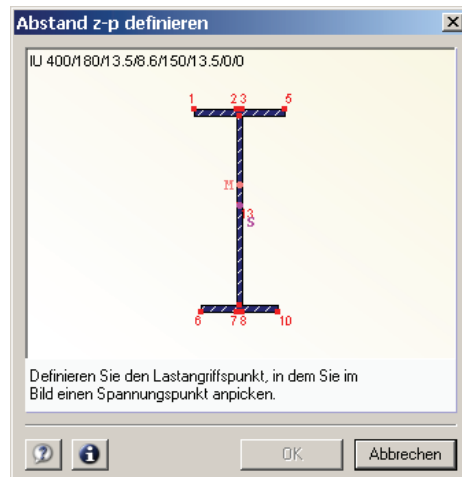 Abstand z-p definieren
IU 400/180/13.5/8.6/150/13.5/0/0
1 2 3 5
M
13
S
6 7 8 10
Definieren Sie den Lastangriffspunkt, in dem Sie im
Bild einen Spannungspunkt anpicken.
OK Abbrechen